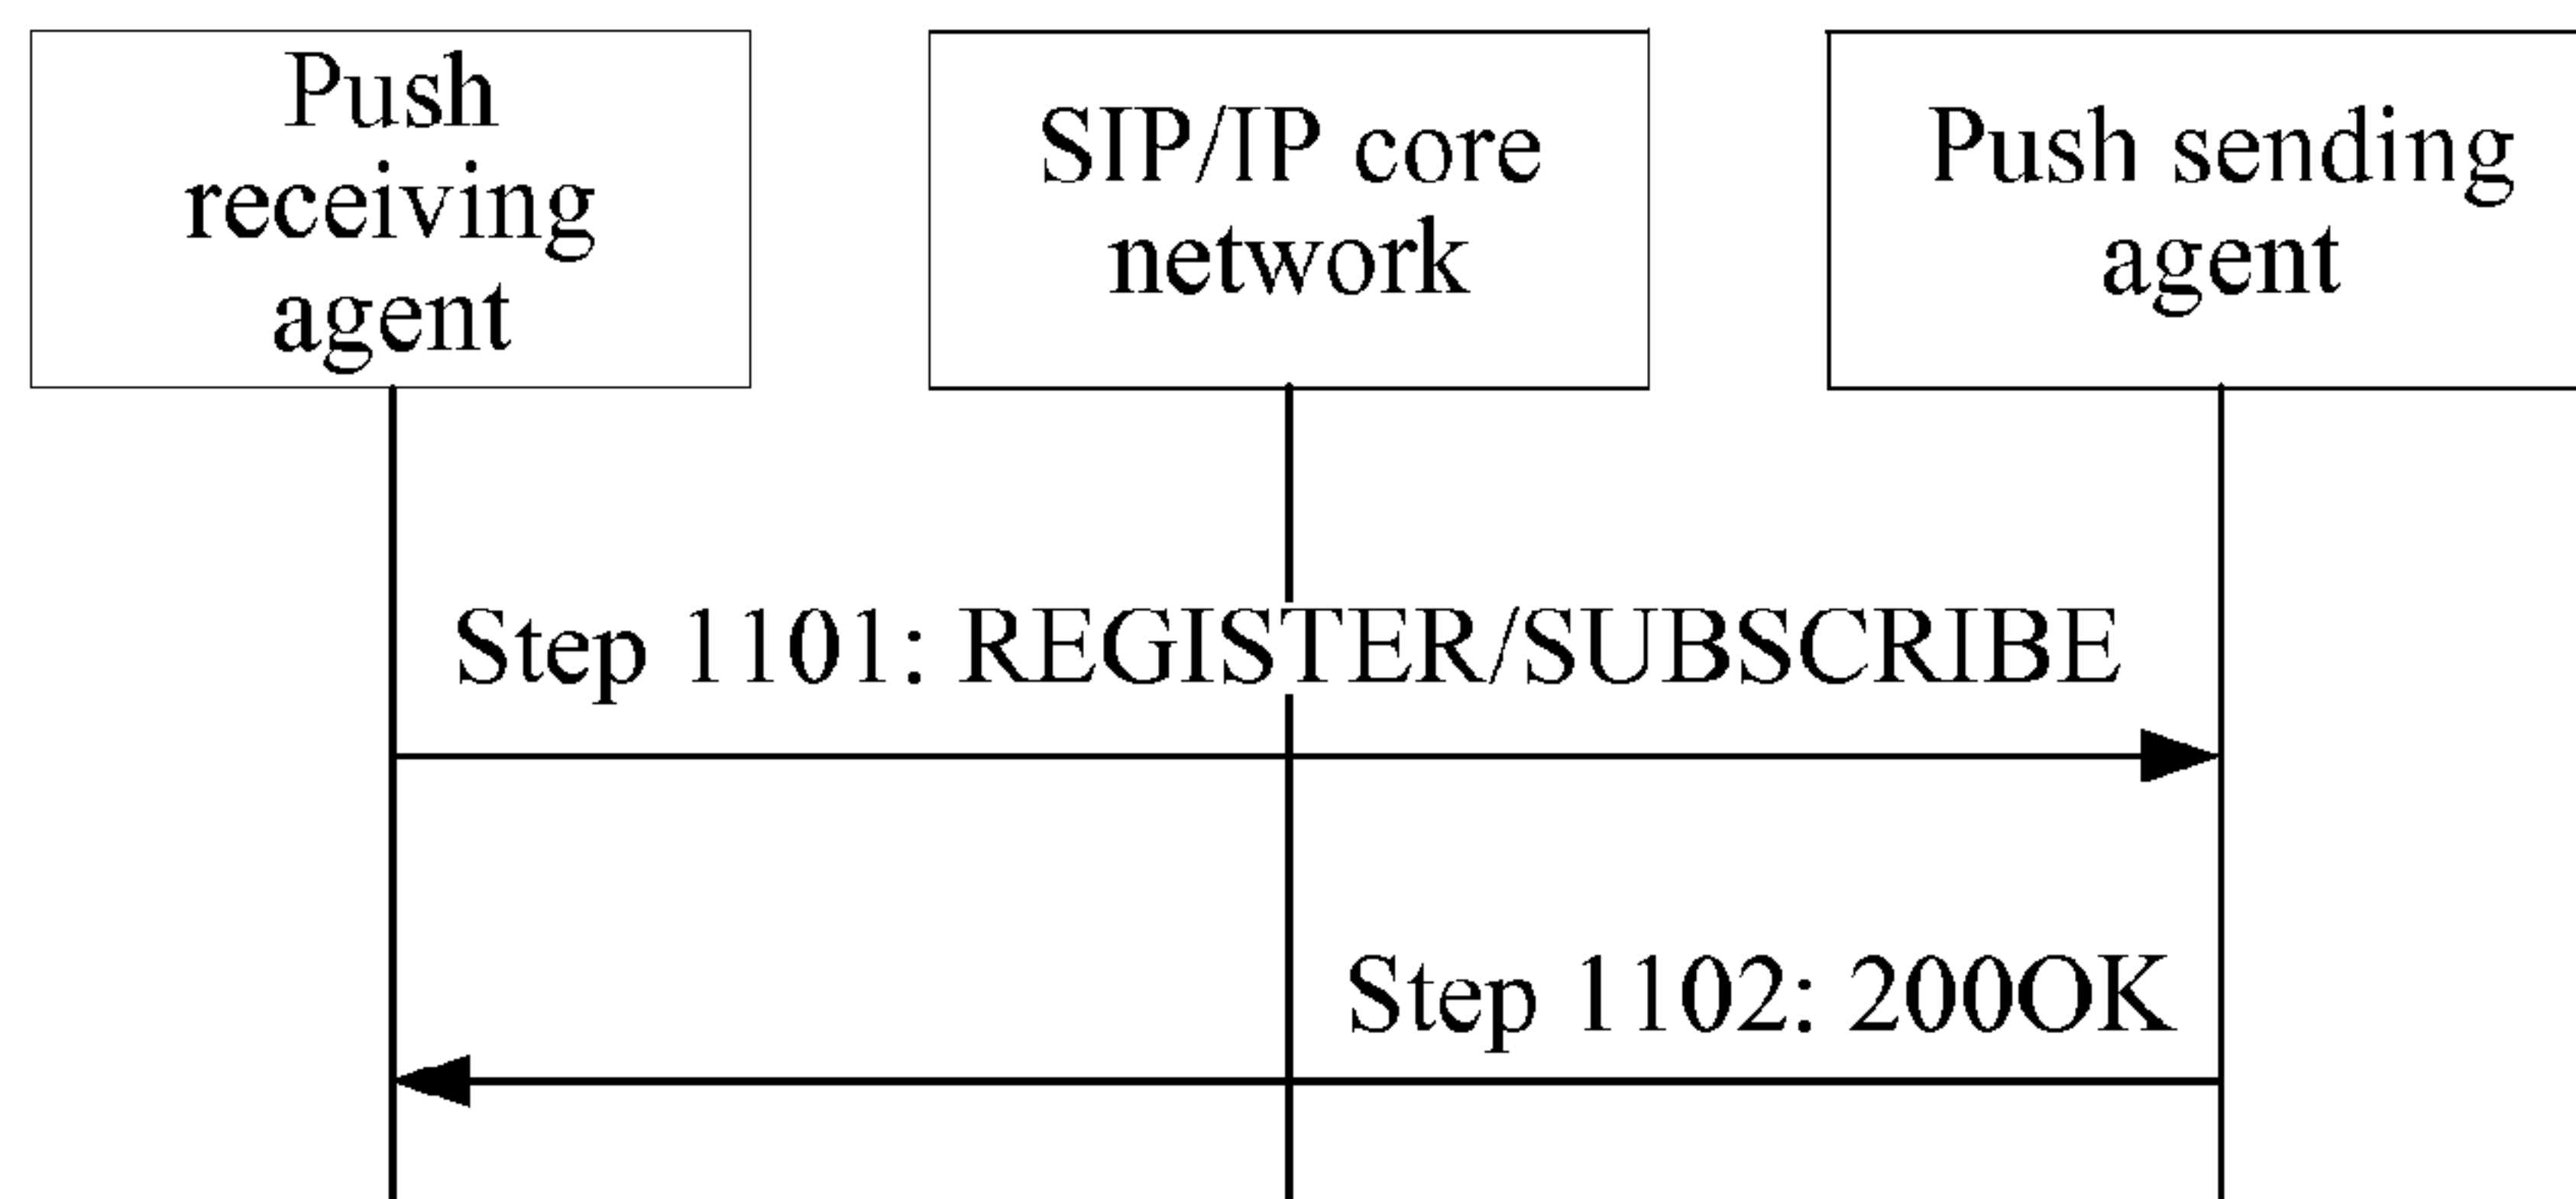 Push
receiving
agent
SIP/IP core
network
Push sending
agent
Step 1101: REGISTER/SUBSCRIBE
Step 1102: 200OK